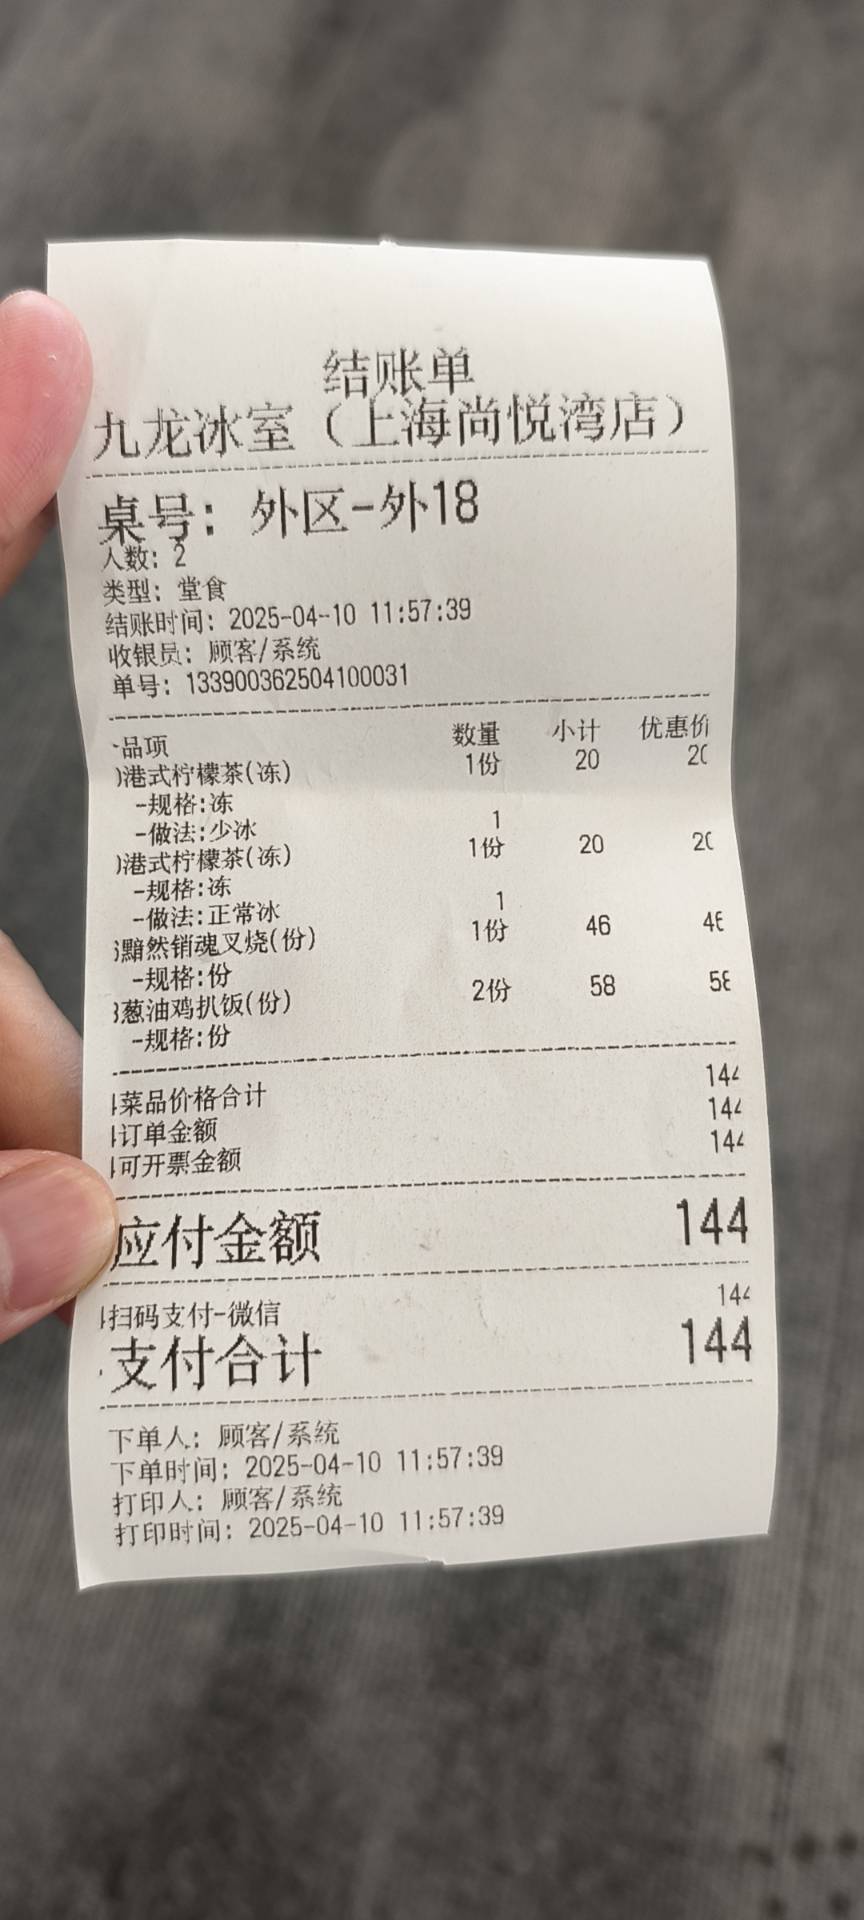 结账单
九龙冰室（上海尚悦湾店）
桌号：外区-外18
人数：2
类型：堂食
结账时间：2025-04-10 11:57:39
收银员：顾客/系统
单号：133900362504100031
品项 数量 小计 优惠价
港式柠檬茶(冻) 1份 20 20
-规格:冻
-做法:少冰 1
港式柠檬茶(冻) 1份 20 20
-规格:冻
-做法:正常冰 1
黯然销魂叉烧(份) 1份 46 46
-规格:份
葱油鸡扒饭(份) 2份 58 58
-规格:份
菜品价格合计 144
订单金额 144
可开票金额 144
应付金额 144
扫码支付-微信 144
支付合计 144
下单人：顾客/系统
下单时间：2025-04-10 11:57:39
打印人：顾客/系统
打印时间：2025-04-10 11:57:39